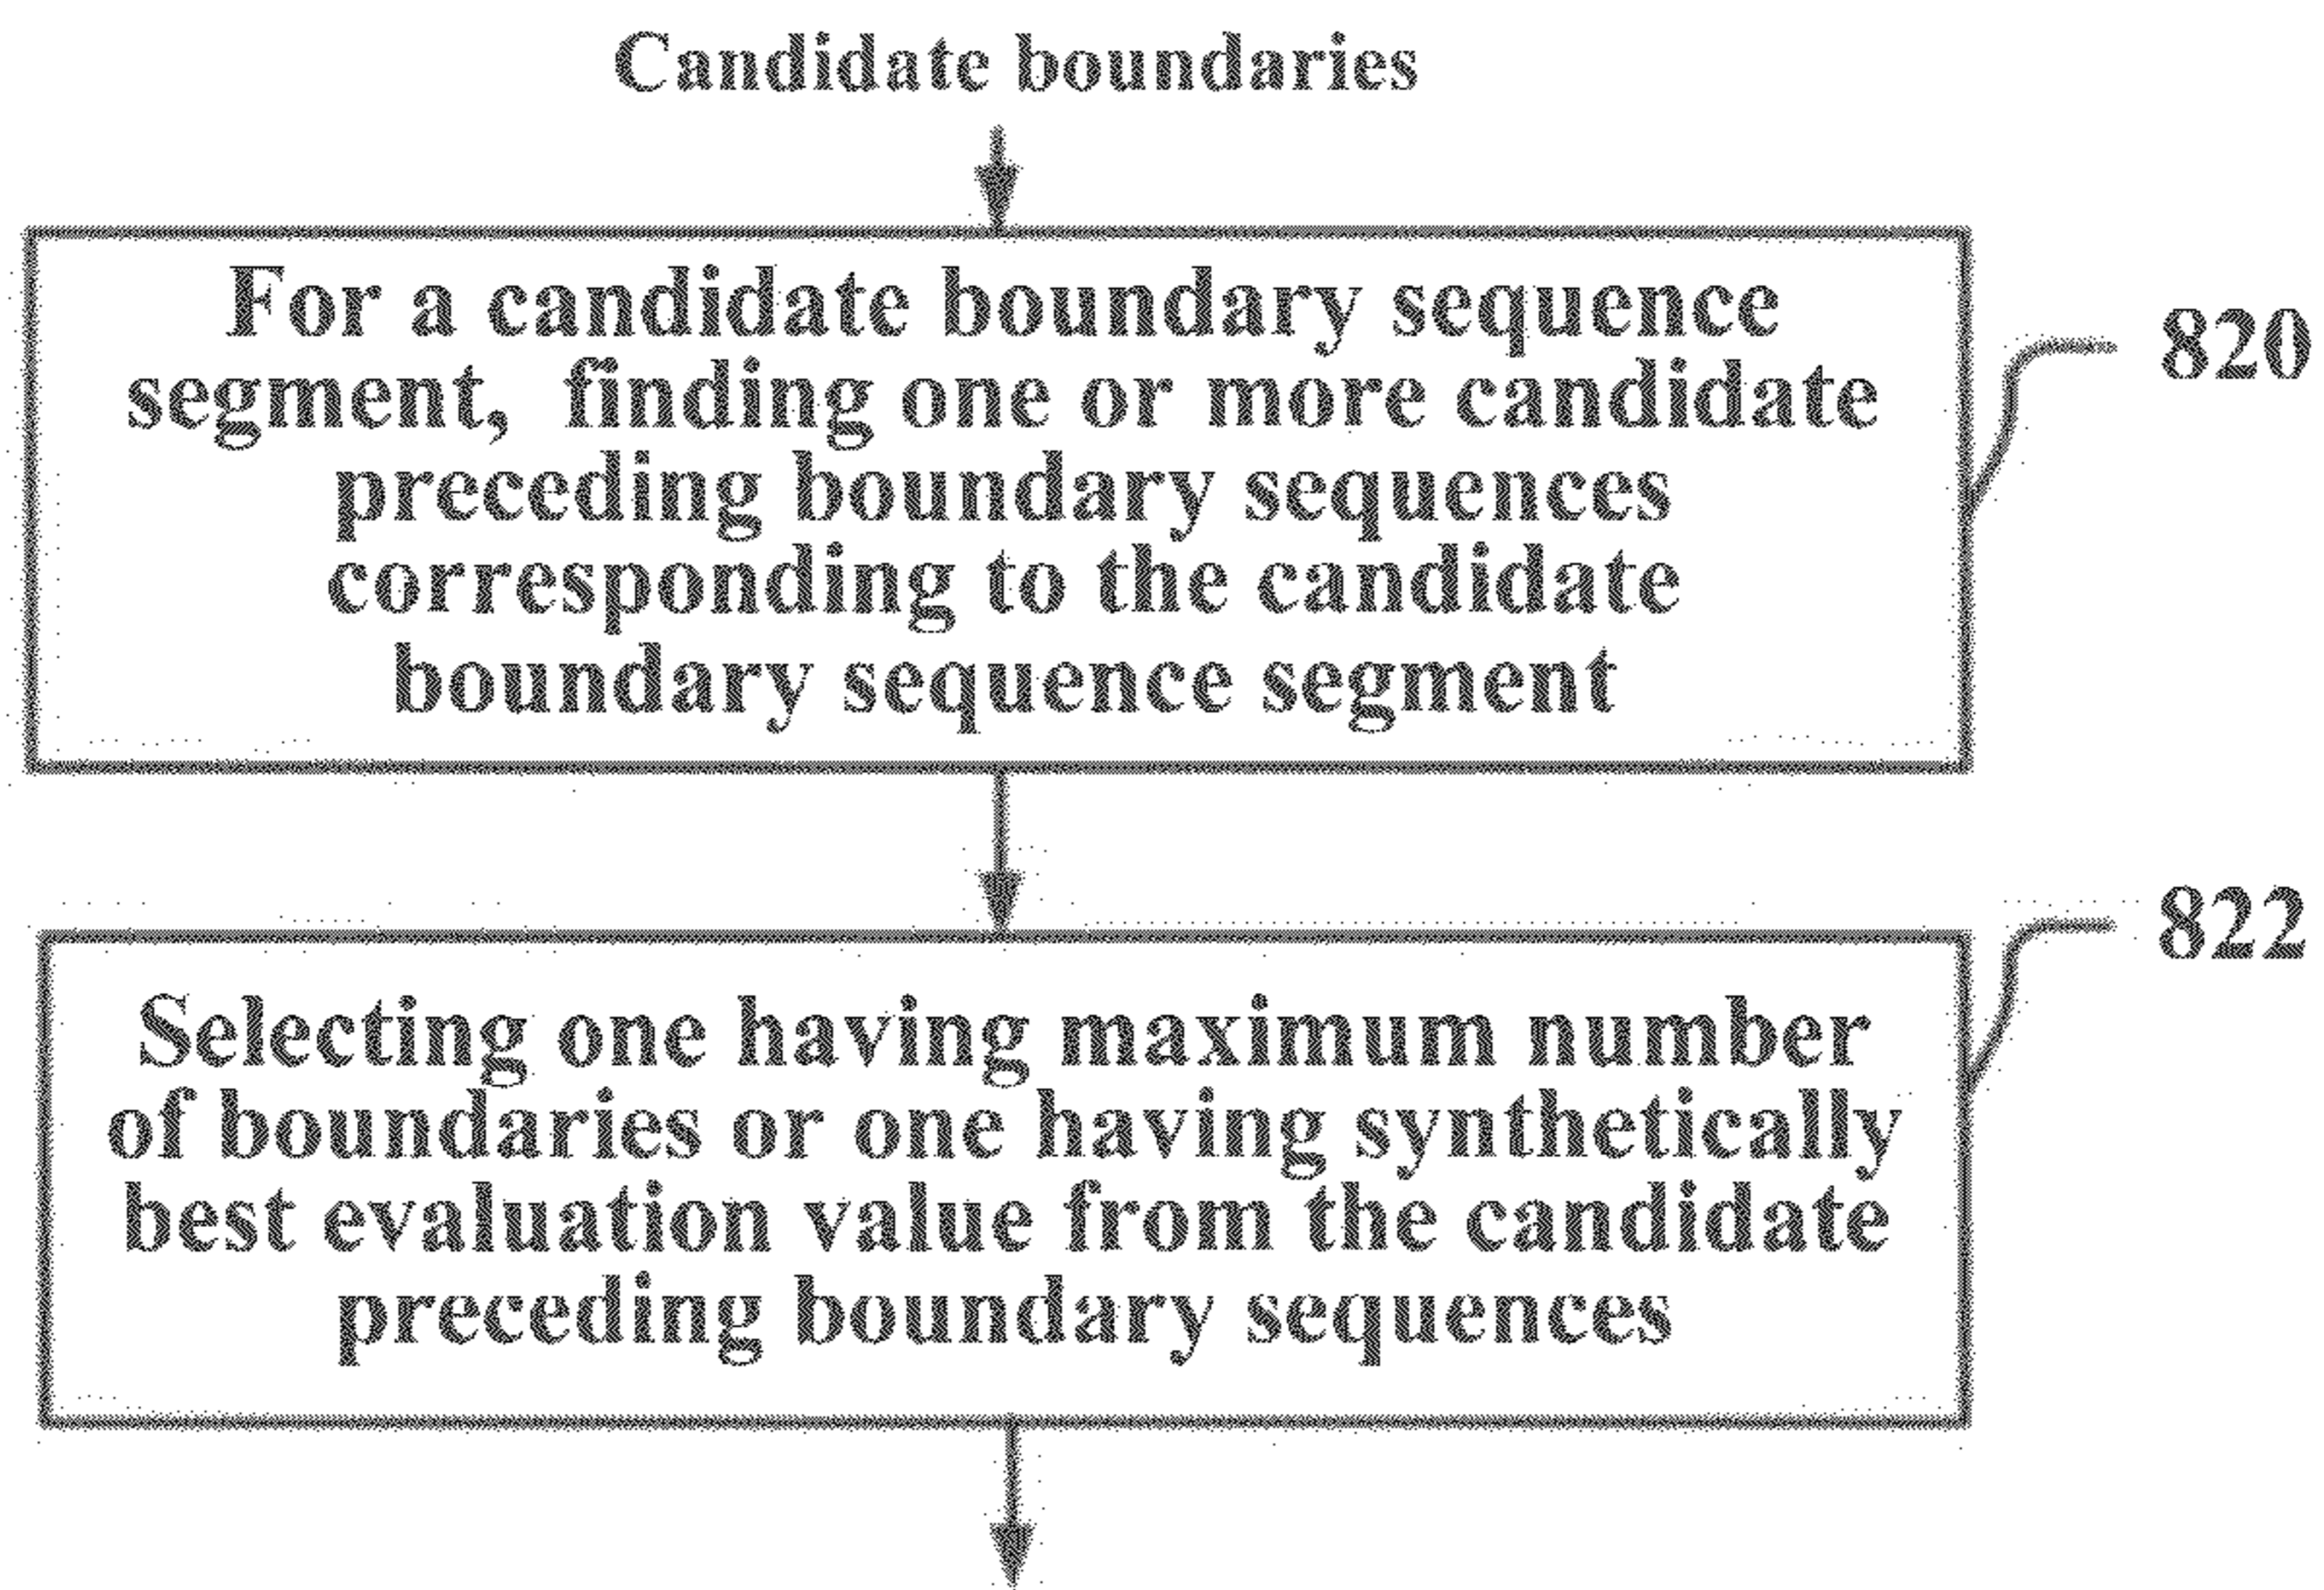 Candidate boundaries
For a candidate boundary sequence
segment, finding one or more candidate
preceding boundary sequences
corresponding to the candidate
boundary sequence segment
820
822
Selecting one having maximum number
of boundaries or one having synthetically
best evaluation value from the candidate
preceding boundary sequences